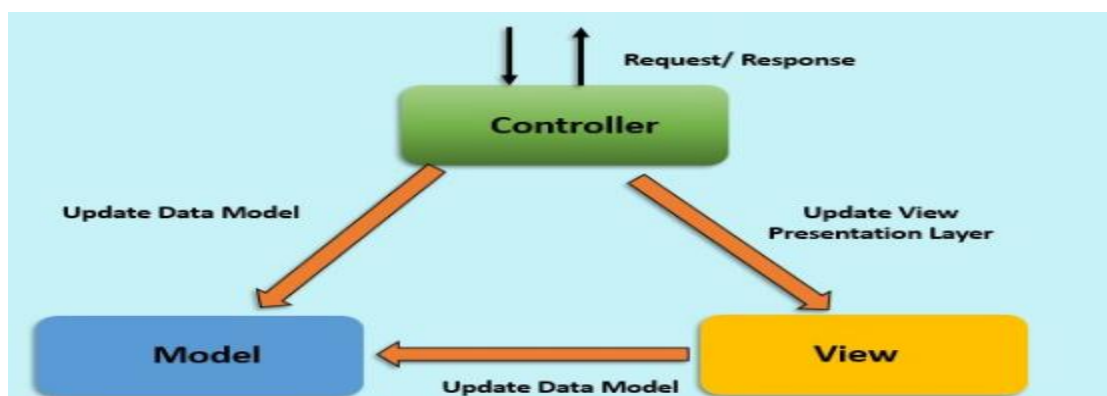 Request/ Response
Controller
Update Data Model
Update View
Presentation Layer
Model
View
Update Data Model